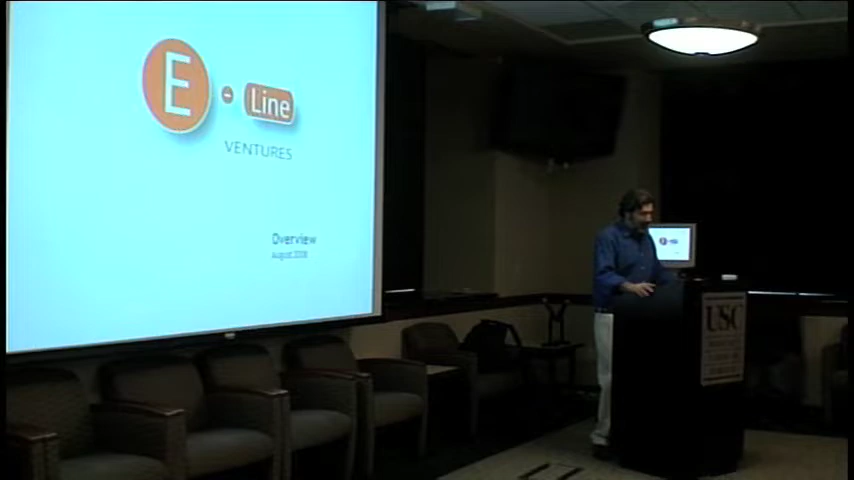 E - Line
VENTURES
Overview
August 2008
USC